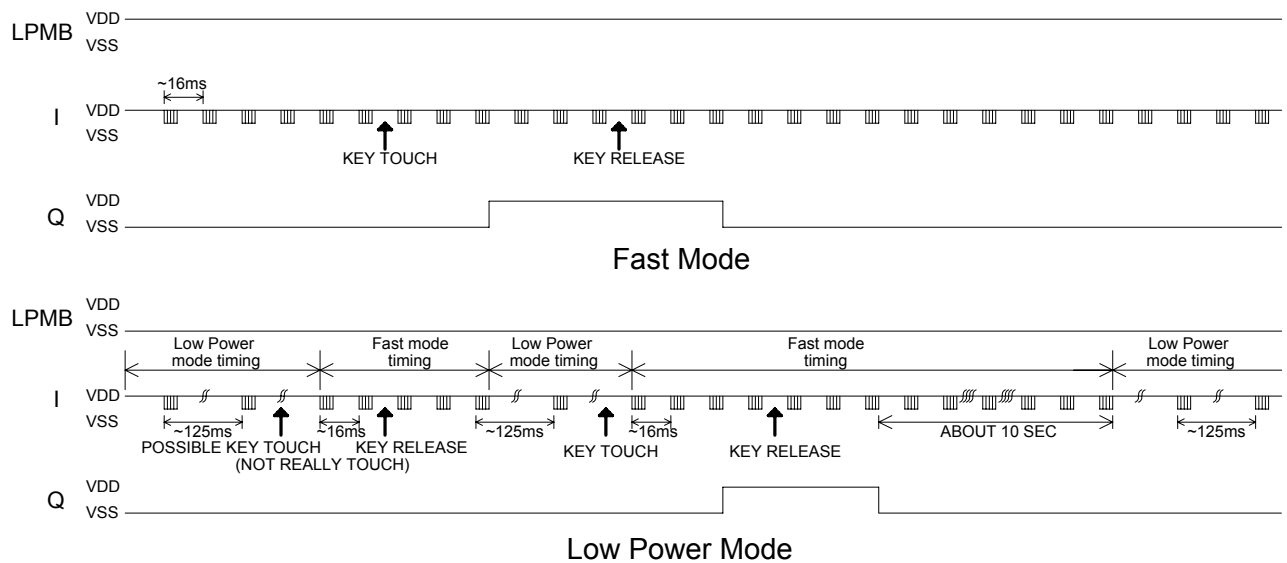 LPMB
VDD
VSS
~16ms
I
VDD
VSS
KEY TOUCH
KEY RELEASE
Q
VDD
VSS
Fast Mode
LPMB
VDD
VSS
Low Power
mode timing
Fast mode
timing
Low Power
mode timing
Fast mode
timing
Low Power
mode timing
I
VDD
VSS
~125ms
~16ms
~125ms
~16ms
ABOUT 10 SEC
~125ms
POSSIBLE KEY TOUCH
(NOT REALLY TOUCH)
KEY RELEASE
KEY TOUCH
KEY RELEASE
Q
VDD
VSS
Low Power Mode